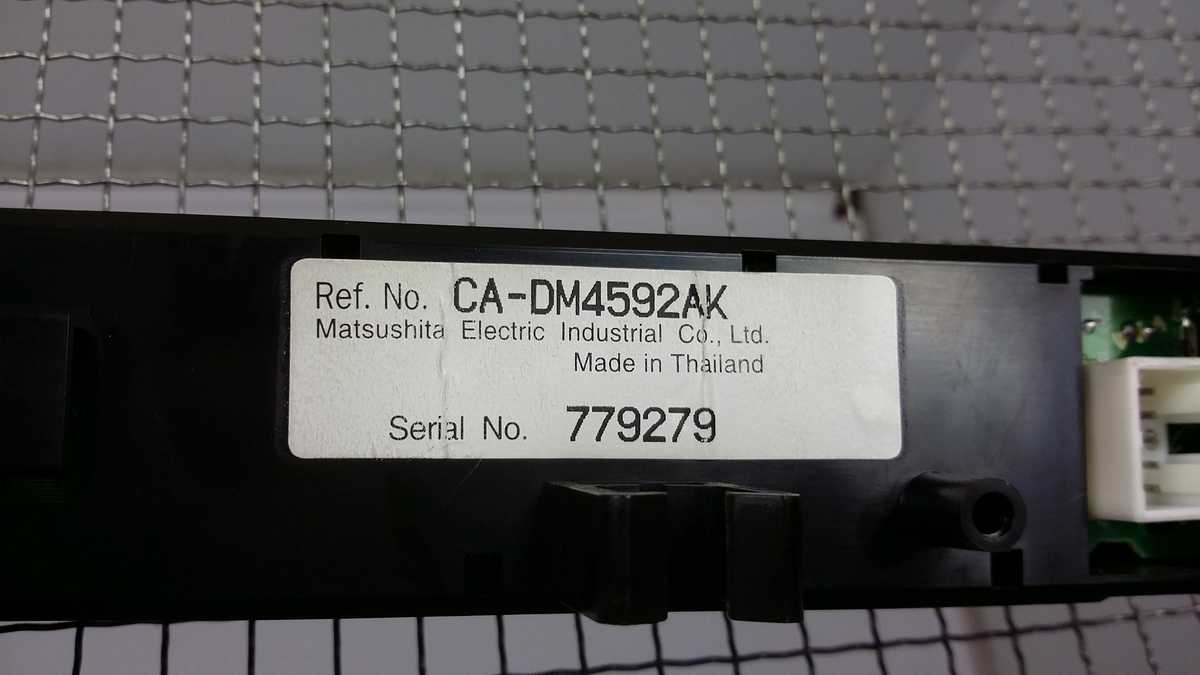 Ref. No. CA-DM4592AK
Matsushita Electric Industrial Co., Ltd.
Made in Thailand
Serial No. 779279